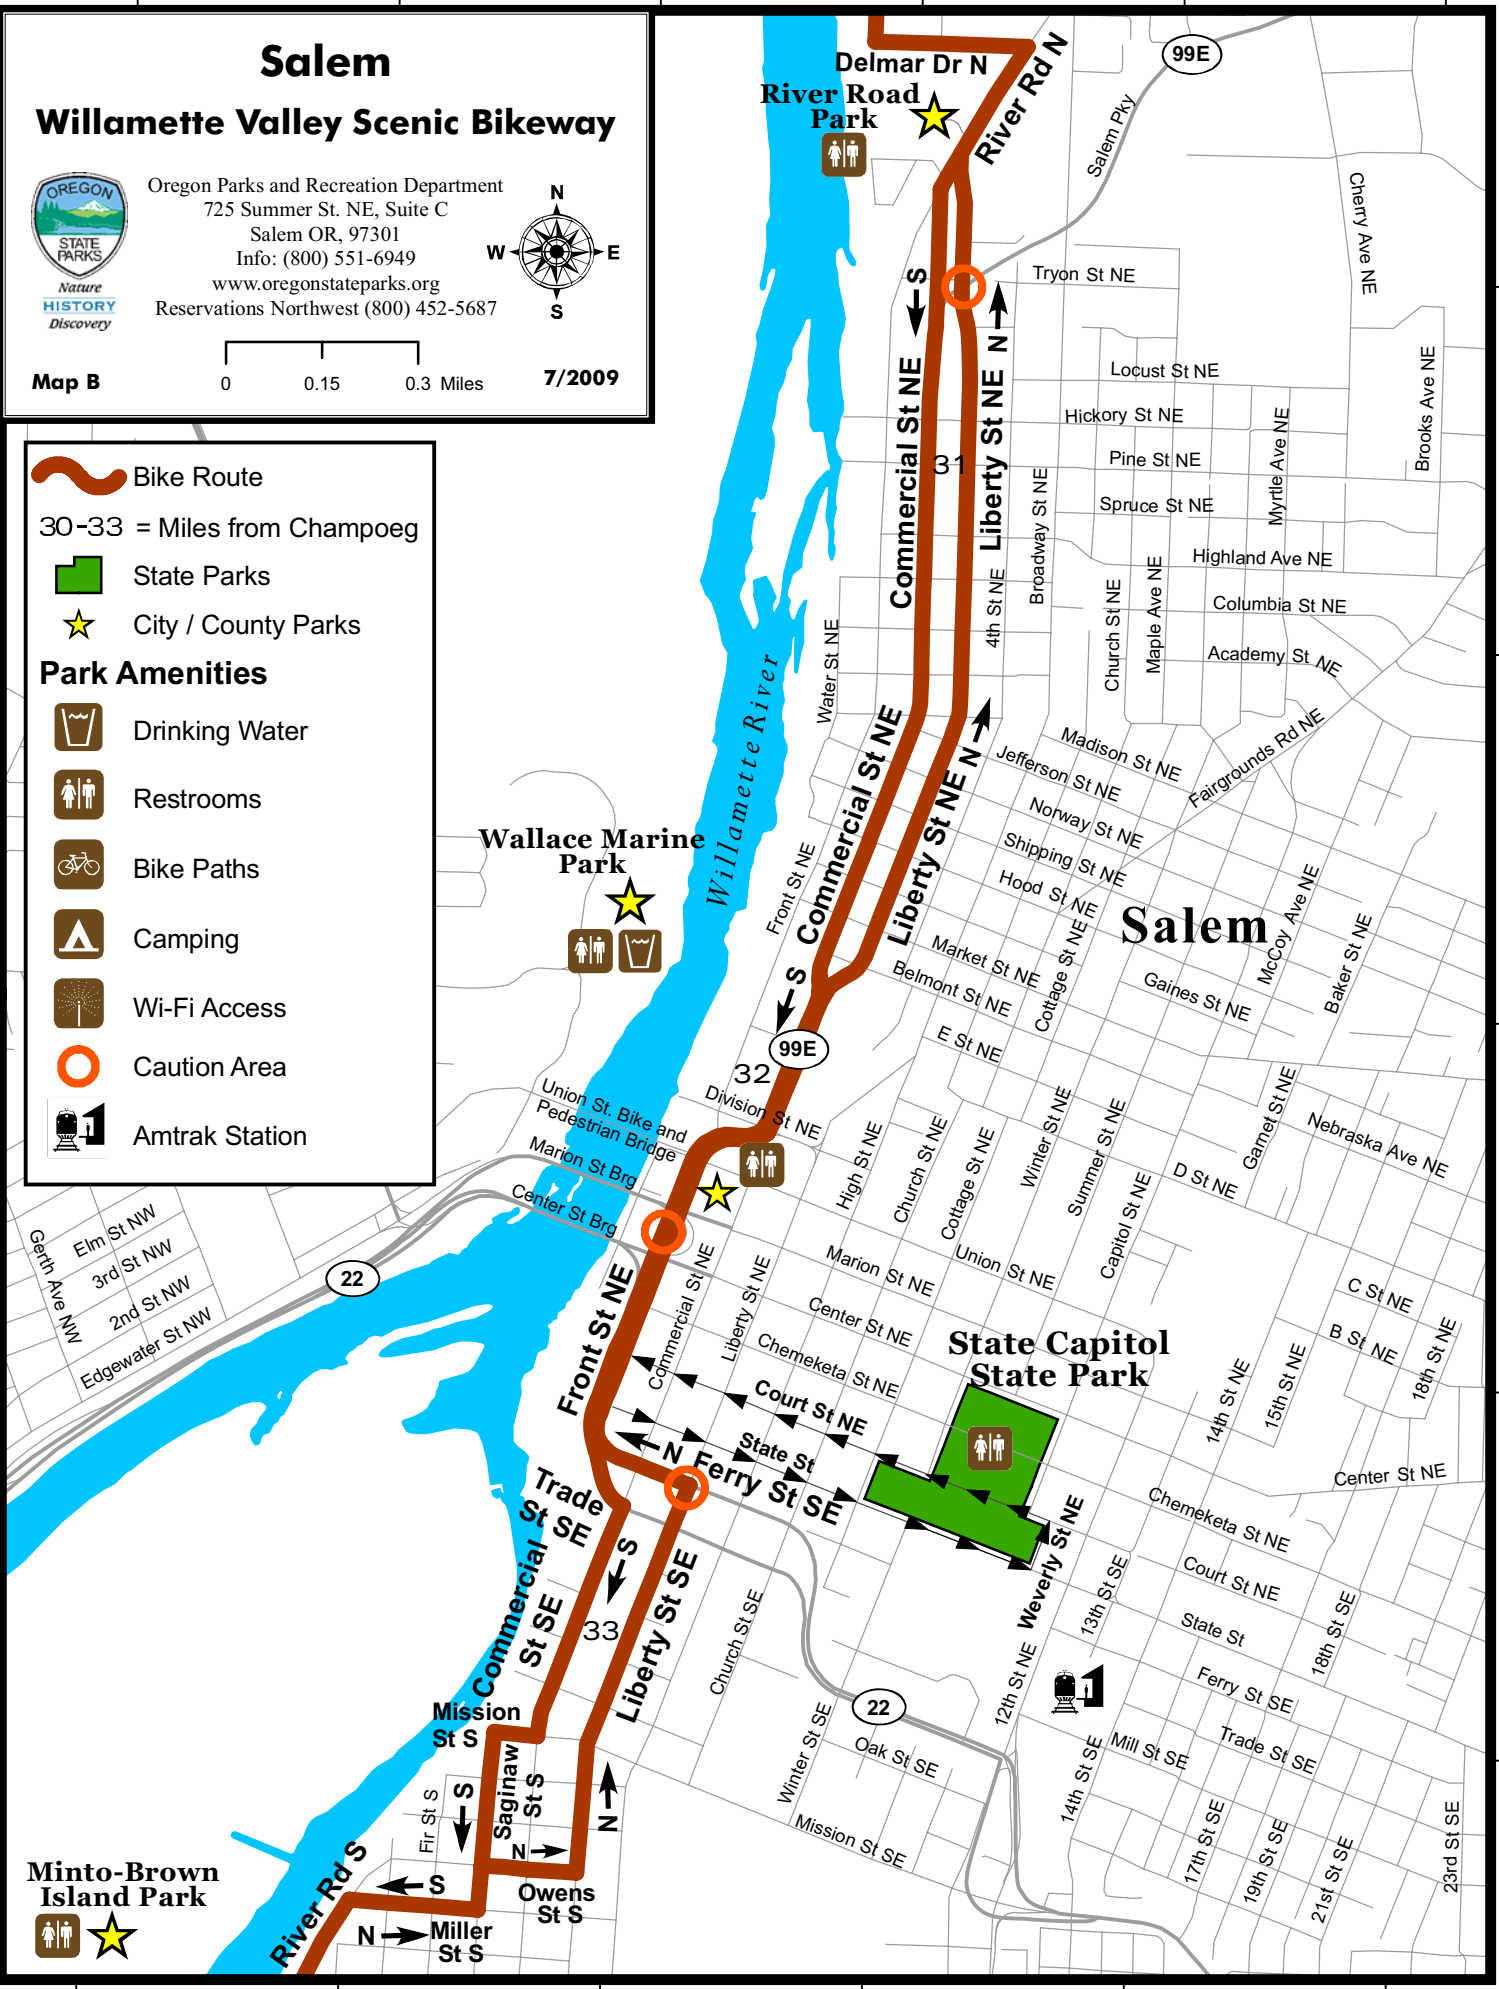 Salem
Willamette Valley Scenic Bikeway
OREGON
STATE
PARKS
Nature
HISTORY
Discovery
Oregon Parks and Recreation Department
725 Summer St. NE, Suite C
Salem OR, 97301
Info: (800) 551-6949
www.oregonstateparks.org
Reservations Northwest (800) 452-5687
N
W
E
S
Map B
0
0.15
0.3 Miles
7/2009
Bike Route
30-33 = Miles from Champoeg
State Parks
City / County Parks
Park Amenities
Drinking Water
Restrooms
Bike Paths
Camping
Wi-Fi Access
Caution Area
Amtrak Station
Delmar Dr N
River Road
Park
River Rd N
99E
Salem Pky
Cherry Ave NE
Tryon St NE
S
N
Commercial St NE
Liberty St NE
31
Locust St NE
Hickory St NE
Pine St NE
Spruce St NE
Myrtle Ave NE
Brooks Ave NE
Broadway St NE
Highland Ave NE
Columbia St NE
Academy St NE
4th St NE
Church St NE
Maple Ave NE
Water St NE
Willamette River
Commercial St NE
Liberty St NE
N
Madison St NE
Jefferson St NE
Fairgrounds Rd NE
Norway St NE
Shipping St NE
Hood St NE
Front St NE
Wallace Marine
Park
Salem
Market St NE
Belmont St NE
Cottage St NE
Gaines St NE
McCoy Ave NE
Baker St NE
S
99E
32
E St NE
Division St NE
Union St. Bike and
Pedestrian Bridge
Marion St Brg
Center St Brg
High St NE
Church St NE
Cottage St NE
Winter St NE
Summer St NE
Capitol St NE
D St NE
Garnet St NE
Nebraska Ave NE
Gerth Ave NW
Elm St NW
3rd St NW
2nd St NW
Edgewater St NW
22
Front St NE
Commercial St NE
Liberty St NE
Marion St NE
Union St NE
Center St NE
Chemeketa St NE
Court St NE
State St
C St NE
B St NE
18th St NE
15th St NE
14th St NE
State Capitol
State Park
N
Ferry St SE
Center St NE
Trade
St SE
Chemeketa St NE
Court St NE
State St
Weverly St NE
13th St SE
12th St NE
18th St SE
Commercial
St SE
S
33
Liberty St SE
Church St SE
Ferry St SE
Trade St SE
Mill St SE
14th St SE
22
Winter St SE
Oak St SE
Mission St SE
Mission
St S
Saginaw
St S
Fir St S
S
N
N
Owens
St S
S
N
Miller
St S
River Rd S
Minto-Brown
Island Park
17th St SE
19th St SE
21st St SE
23rd St SE